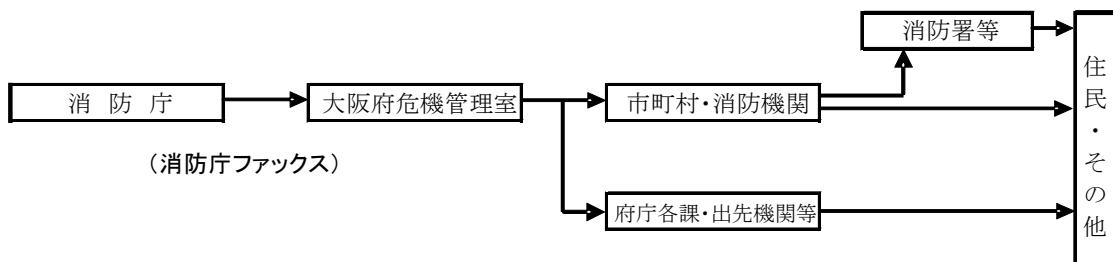 消防署等
消 防 庁
大阪府危機管理室
市町村・消防機関
(消防庁ファックス)
府庁各課・出先機関等
住民・その他